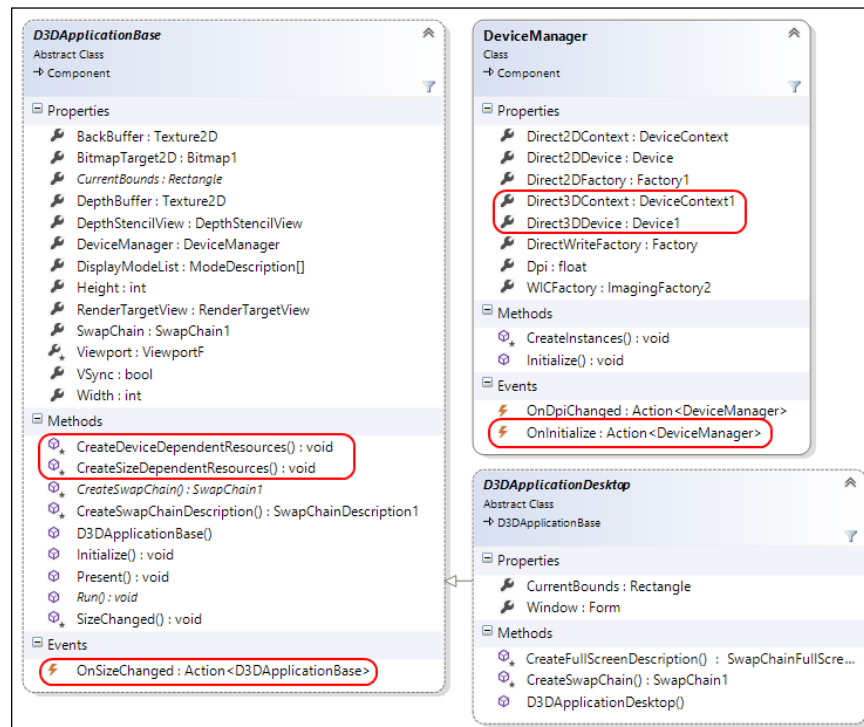 D3DApplicationBase
Abstract Class
Component
Properties
BackBuffer : Texture2D
BitmapTarget2D : Bitmap1
CurrentBounds : Rectangle
DepthBuffer : Texture2D
DepthStencilView : DepthStencilView
DeviceManager : DeviceManager
DisplayModeList : ModeDescription[]
Height : int
RenderTargetView : RenderTargetView
SwapChain : SwapChain1
Viewport : ViewportF
VSync : bool
Width : int
Methods
CreateDeviceDependentResources() : void
CreateSizeDependentResources() : void
CreateSwapChain() : SwapChain1
CreateSwapChainDescription() : SwapChainDescription1
D3DApplicationBase()
Initialize() : void
Present() : void
Run() : void
SizeChanged() : void
Events
OnSizeChanged : Action<D3DApplicationBase>
DeviceManager
Class
Component
Properties
Direct2DContext : DeviceContext
Direct2DDevice : Device
Direct2DFactory : Factory1
Direct3DContext : DeviceContext1
Direct3DDevice : Device1
DirectWriteFactory : Factory
Dpi : float
WICFactory : ImagingFactory2
Methods
CreateInstances() : void
Initialize() : void
Events
OnDpiChanged : Action<DeviceManager>
OnInitialize : Action<DeviceManager>
D3DApplicationDesktop
Abstract Class
D3DApplicationBase
Properties
CurrentBounds : Rectangle
Window : Form
Methods
CreateFullScreenDescription() : SwapChainFullScre...
CreateSwapChain() : SwapChain1
D3DApplicationDesktop()